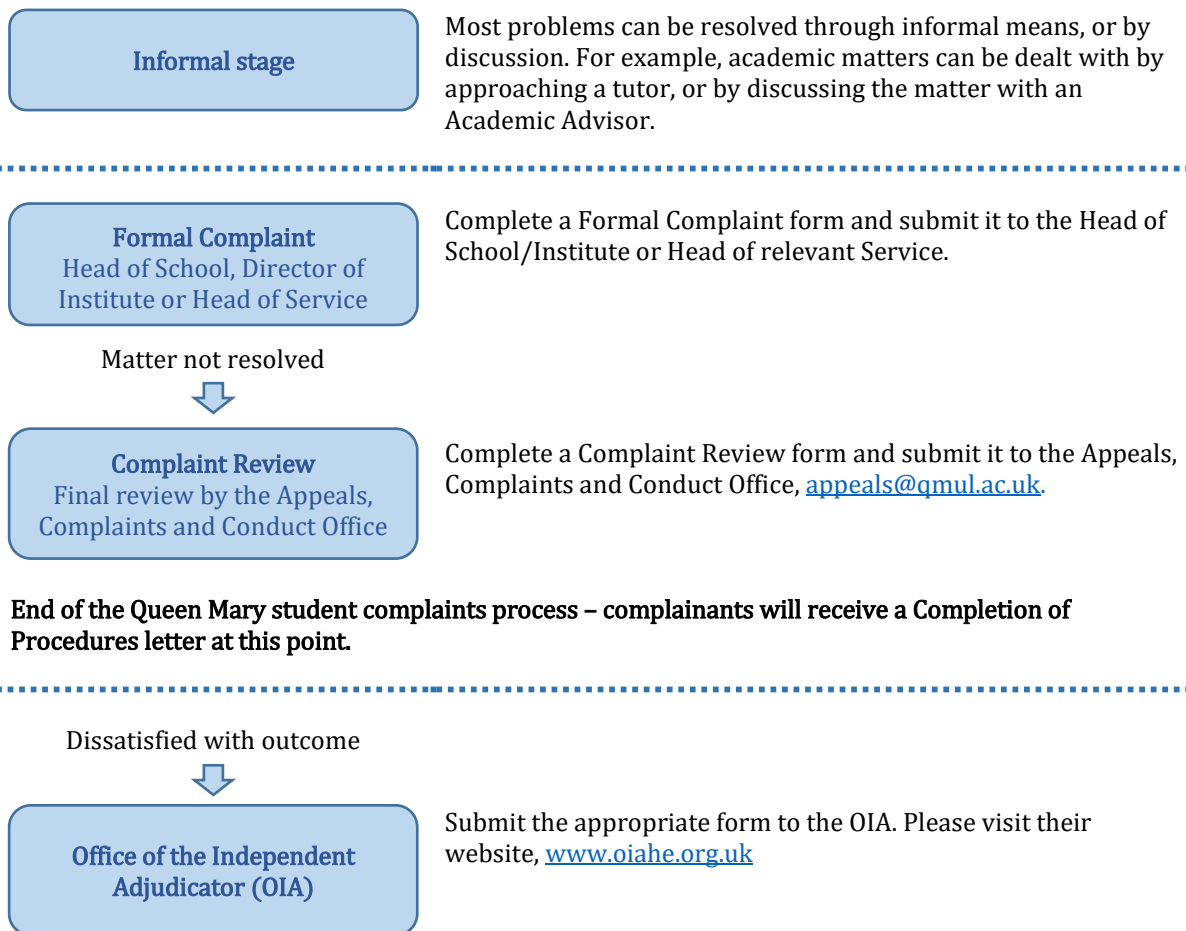 Informal stage
Most problems can be resolved through informal means, or by
discussion. For example, academic matters can be dealt with by
approaching a tutor, or by discussing the matter with an
Academic Advisor.
Formal Complaint
Head of School, Director of
Institute or Head of Service
Complete a Formal Complaint form and submit it to the Head of
School/Institute or Head of relevant Service.
Matter not resolved
Complaint Review
Final review by the Appeals,
Complaints and Conduct Office
Complete a Complaint Review form and submit it to the Appeals,
Complaints and Conduct Office, appeals@qmul.ac.uk.
End of the Queen Mary student complaints process – complainants will receive a Completion of
Procedures letter at this point.
Dissatisfied with outcome
Office of the Independent
Adjudicator (OIA)
Submit the appropriate form to the OIA. Please visit their
website, www.oiahe.org.uk